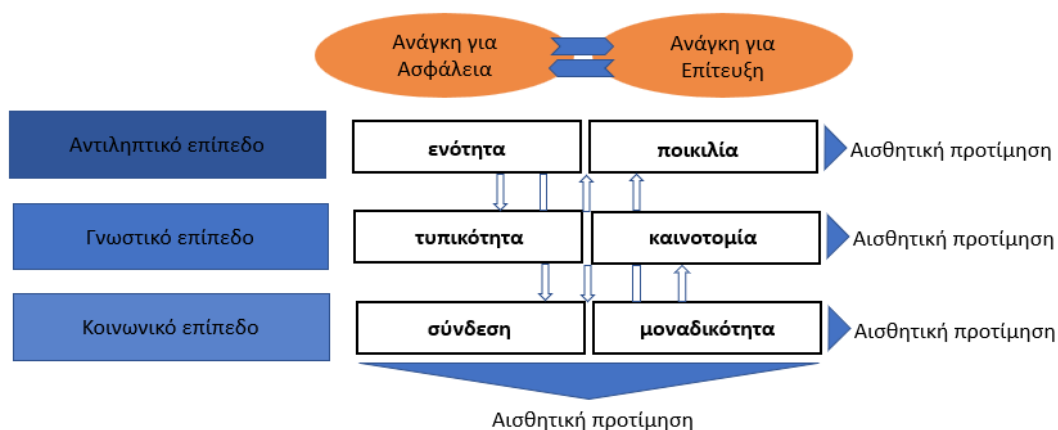 Ανάγκη για
Ασφάλεια
Ανάγκη για
Επίτευξη
Αντιληπτικό επίπεδο
ενότητα
ποικιλία
Αισθητική προτίμηση
Γνωστικό επίπεδο
τυπικότητα
καινοτομία
Αισθητική προτίμηση
Κοινωνικό επίπεδο
σύνδεση
μοναδικότητα
Αισθητική προτίμηση
Αισθητική προτίμηση